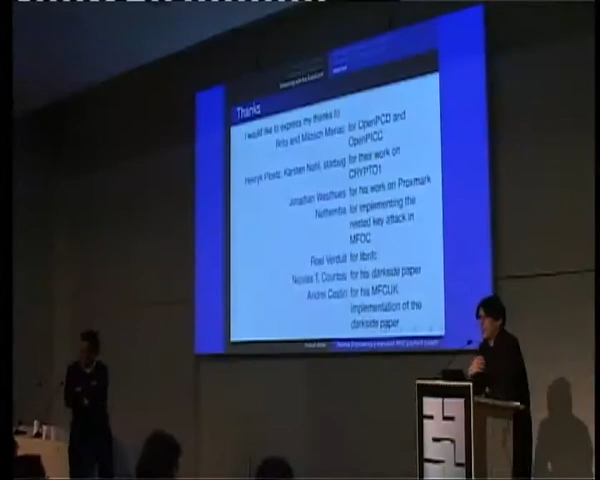 Thanks
I would like to express my thanks to
Brita and Milosch Meriac for OpenPCD and
OpenPICC
Henryk Ploetz, Karsten Nohl, starbug for their work on
CRYPTO1
Jonathan Westhues for his work on Proxmark
Nethemba for implementing the
nested key attack in
MFOC
Roel Verdult for libnfc
Nicolas T. Courtois for his darkside paper
Andrei Costin for his MFCUK
implementation of the
darkside paper